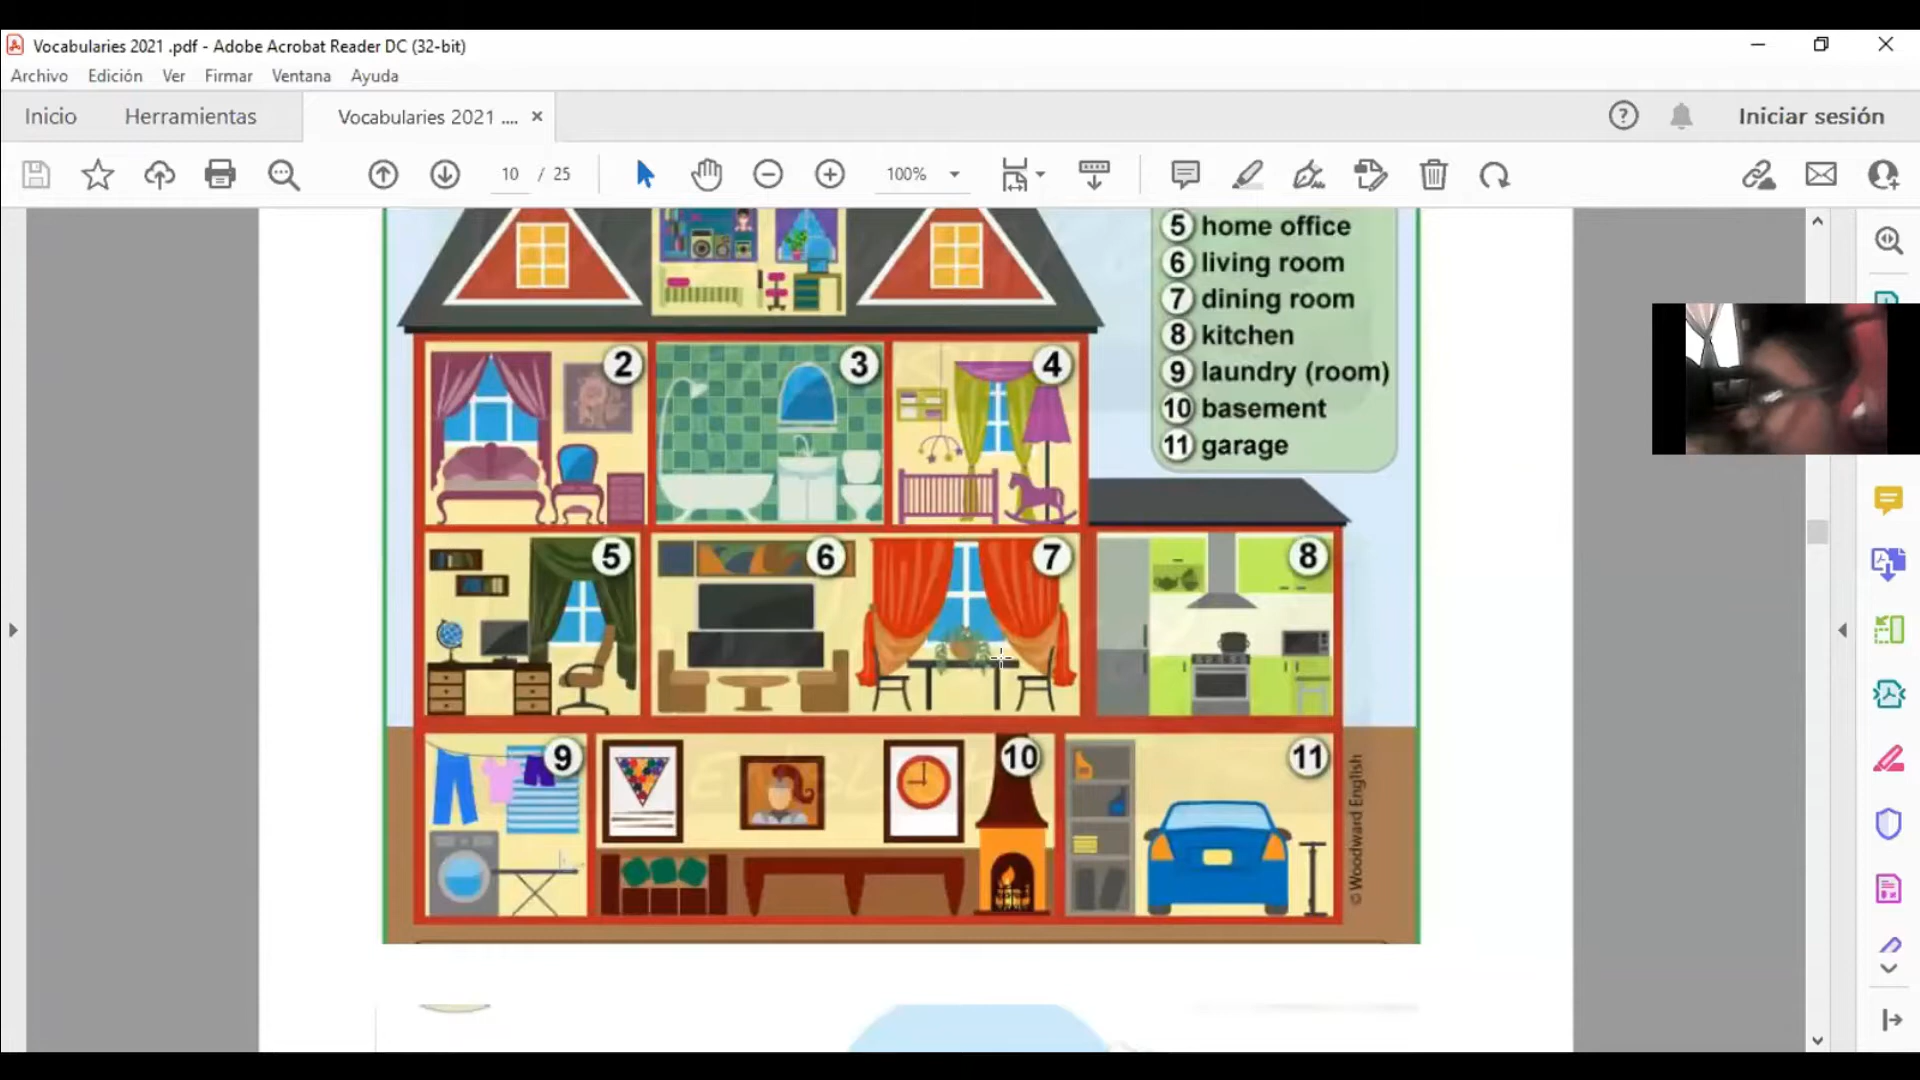 Vocabularies 2021 .pdf - Adobe Acrobat Reader DC (32-bit)
Archivo Edición Ver Firmar Ventana Ayuda
Inicio Herramientas Vocabularies 2021 .... Iniciar sesión
10 / 25 100%
5 home office
6 living room
7 dining room
8 kitchen
9 laundry (room)
10 basement
11 garage
2 3 4
5 6 7 8
9 10 11
© Woodward English